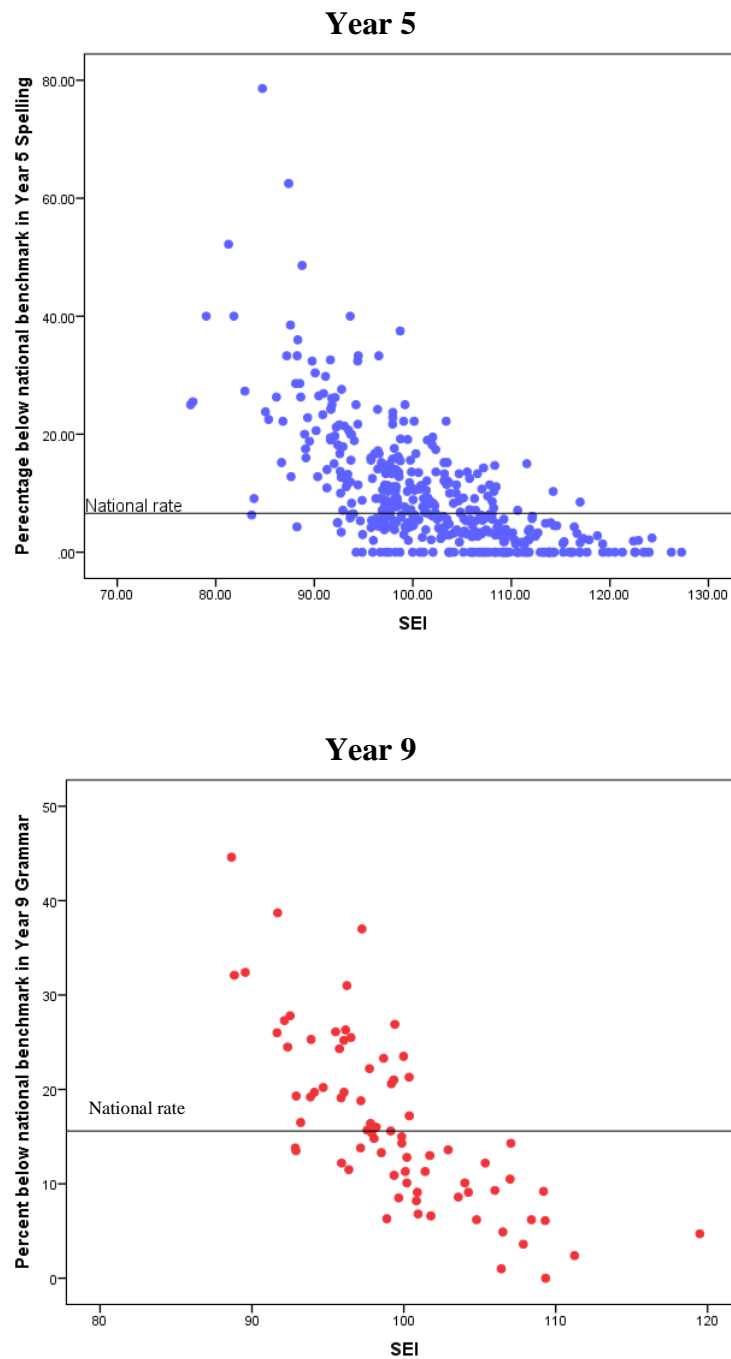 Year 5
Perecntage below national benchmark in Year 5 Spelling
80.00
60.00
40.00
20.00
.00
National rate
70.00 80.00 90.00 100.00 110.00 120.00 130.00
SEI
Year 9
Percent below national benchmark in Year 9 Grammar
50
40
30
20
10
0
National rate
80 90 100 110 120
SEI